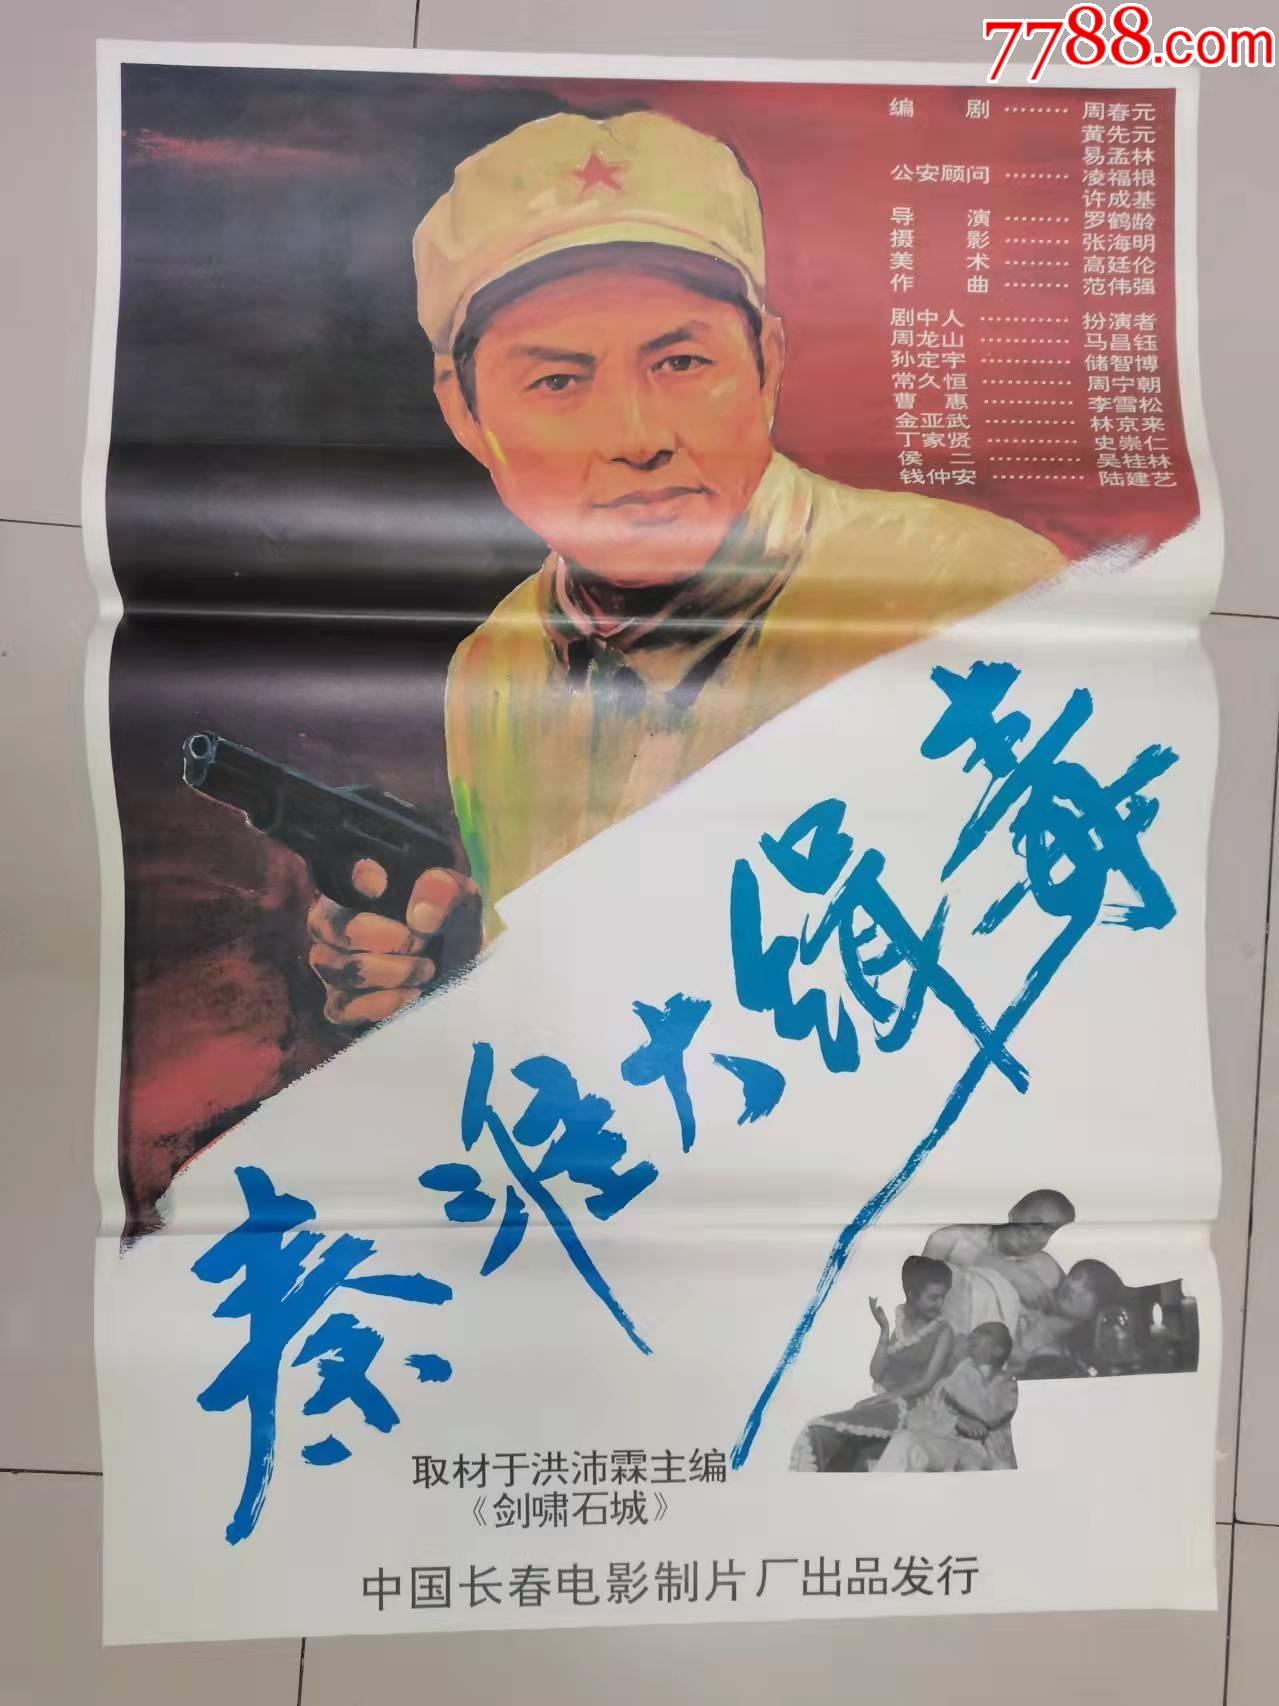 7788.com
编剧………周春元
黄先元
易孟林
公安顾问………凌福根
许成基
导演………罗鹤龄
摄影………张海明
美术………高廷伦
作曲………范伟强
剧中人…………扮演者
周龙山…………马昌钰
孙定宇…………储智博
常久恒…………周宁朝
曹惠…………李雪松
金亚武…………林京来
丁家贤…………史崇仁
侯二…………吴桂林
钱仲安…………陆建艺
秦淮大缉毒
取材于洪沛霖主编
《剑啸石城》
中国长春电影制片厂出品发行